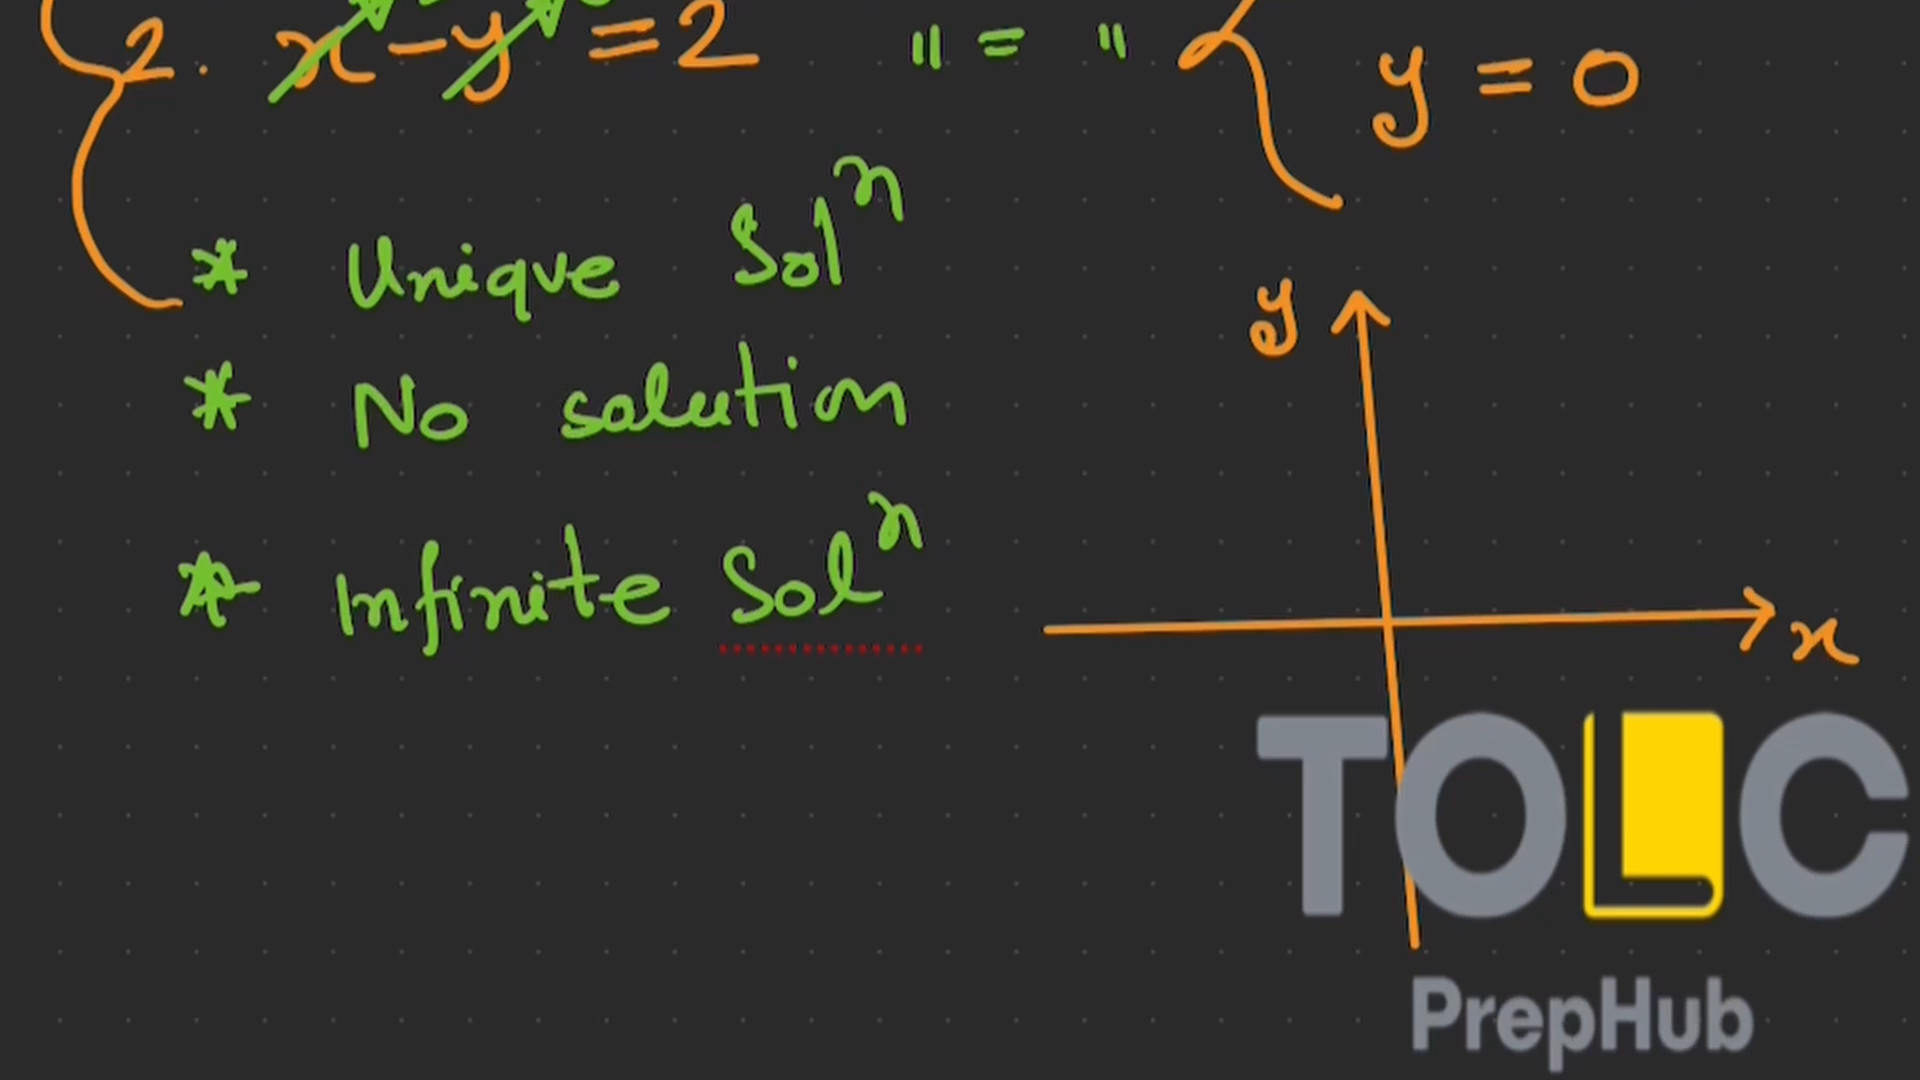 2. x - y = 2 " = " y = 0
* Unique Solⁿ
* No solution
* Infinite Solⁿ
y
x
TOLC
PrepHub